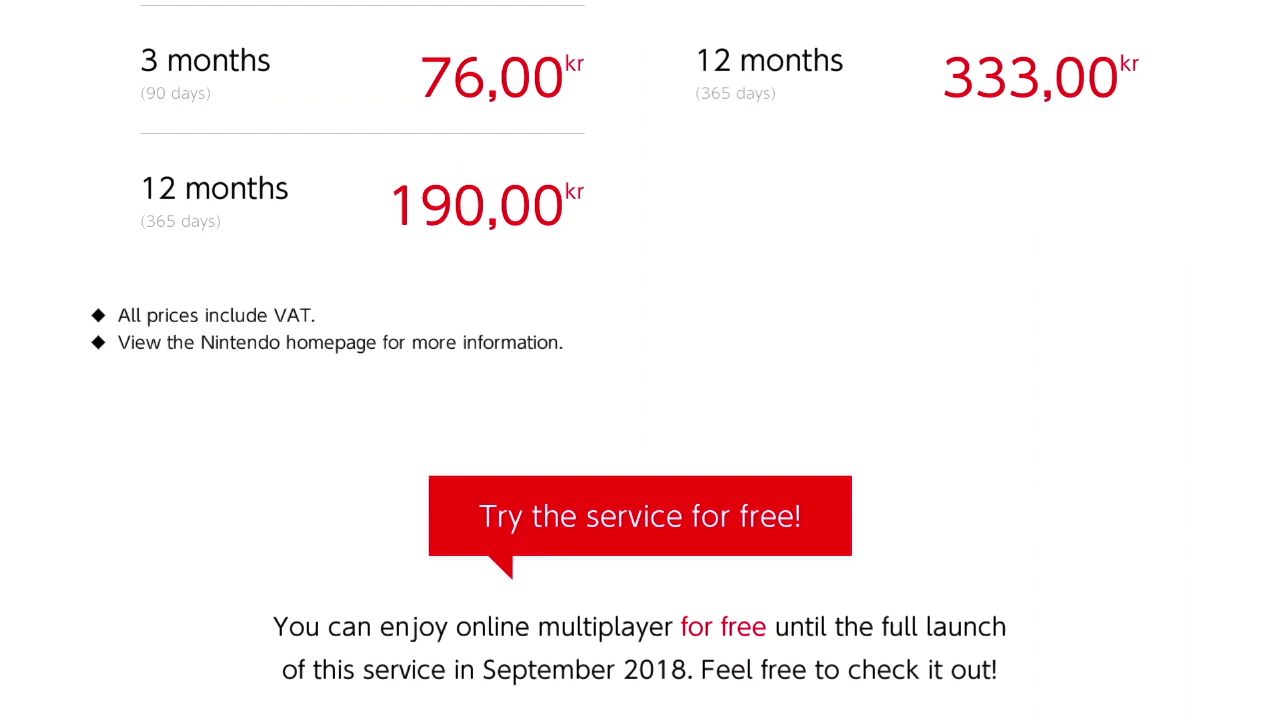 3 months
(90 days)
76,00kr
12 months
(365 days)
190,00kr
12 months
(365 days)
333,00kr
◆ All prices include VAT.
◆ View the Nintendo homepage for more information.
Try the service for free!
You can enjoy online multiplayer for free until the full launch
of this service in September 2018. Feel free to check it out!